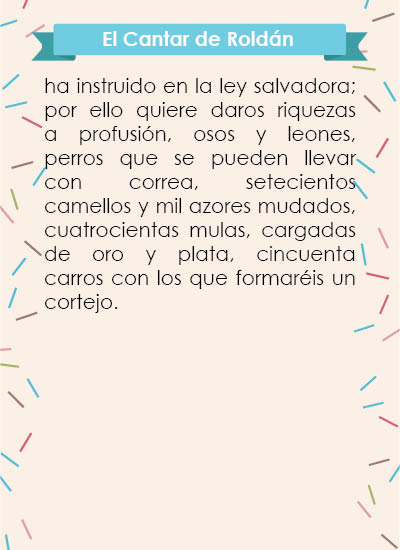 El Cantar de Roldán
ha instruido en la ley salvadora;
por ello quiere daros riquezas
a profusión, osos y leones,
perros que se pueden llevar
con correa, setecientos
camellos y mil azores mudados,
cuatrocientas mulas, cargadas
de oro y plata, cincuenta
carros con los que formaréis un
cortejo.